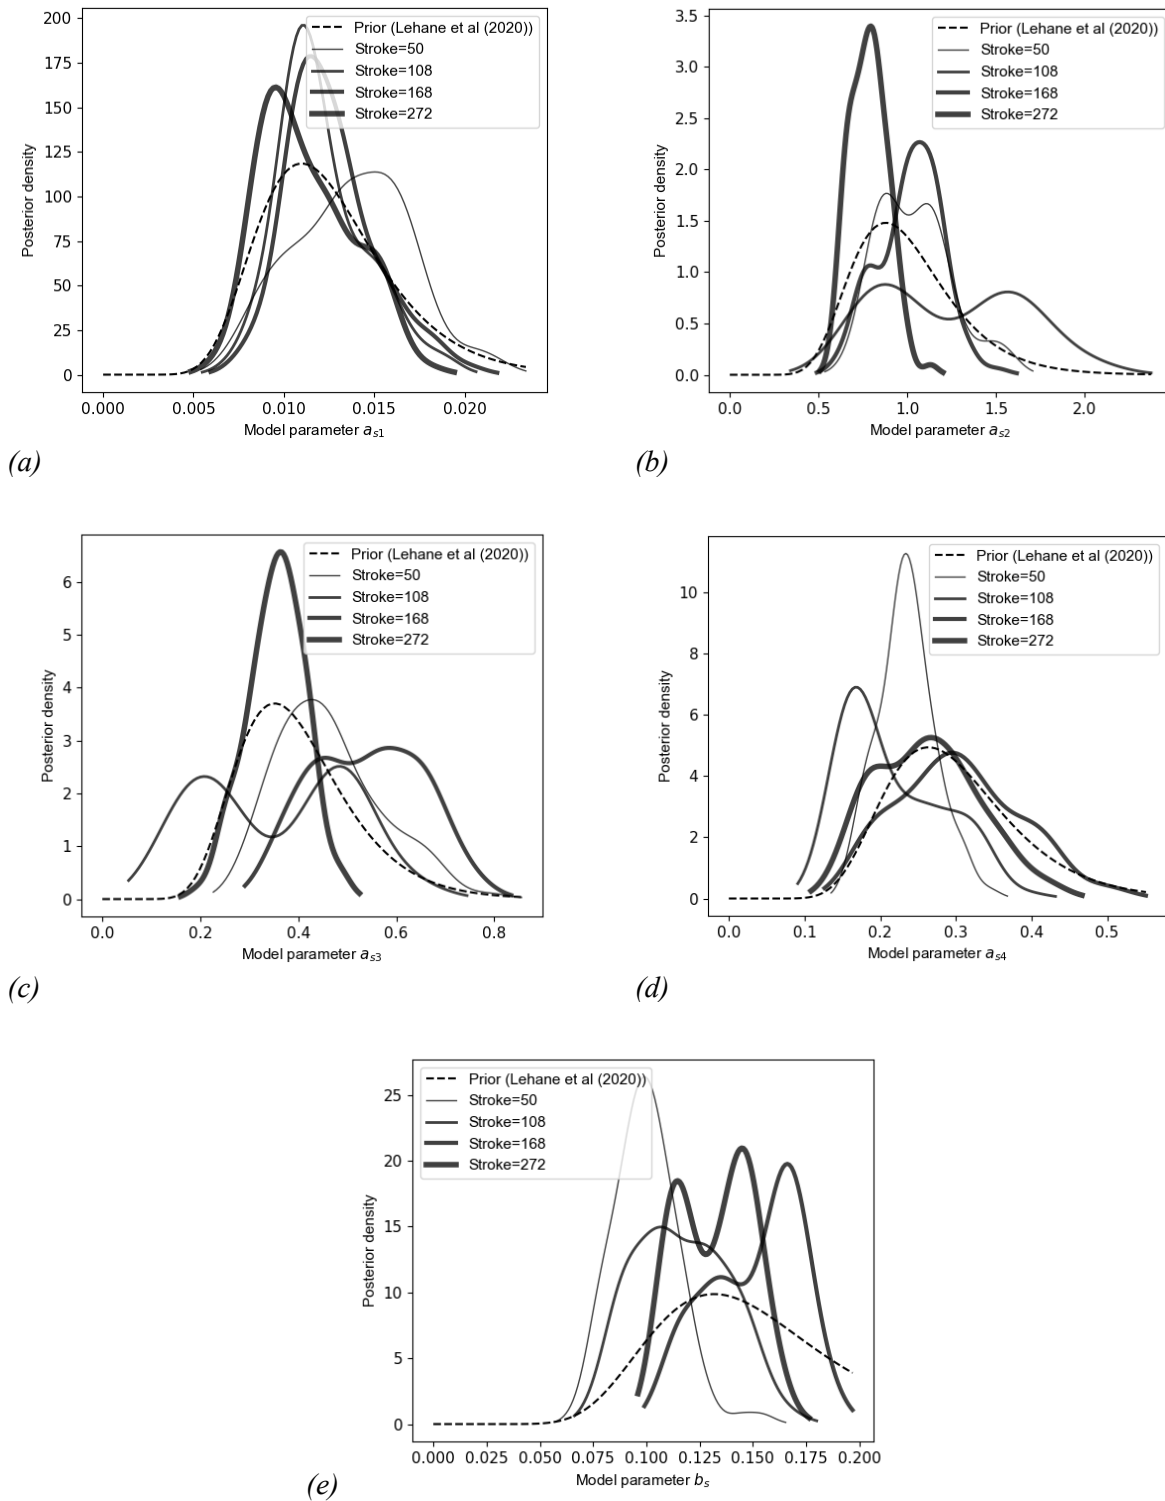 200
175
150
125
100
75
50
25
0
Posterior density
Prior (Lehane et al (2020))
Stroke=50
Stroke=108
Stroke=168
Stroke=272
0.000 0.005 0.010 0.015 0.020
Model parameter a_{s1}
(a)
3.5
3.0
2.5
2.0
1.5
1.0
0.5
0.0
Posterior density
Prior (Lehane et al (2020))
Stroke=50
Stroke=108
Stroke=168
Stroke=272
0.0 0.5 1.0 1.5 2.0
Model parameter a_{s2}
(b)
6
5
4
3
2
1
0
Posterior density
Prior (Lehane et al (2020))
Stroke=50
Stroke=108
Stroke=168
Stroke=272
0.0 0.2 0.4 0.6 0.8
Model parameter a_{s3}
(c)
10
8
6
4
2
0
Posterior density
Prior (Lehane et al (2020))
Stroke=50
Stroke=108
Stroke=168
Stroke=272
0.0 0.1 0.2 0.3 0.4 0.5
Model parameter a_{s4}
(d)
25
20
15
10
5
0
Posterior density
Prior (Lehane et al (2020))
Stroke=50
Stroke=108
Stroke=168
Stroke=272
0.000 0.025 0.050 0.075 0.100 0.125 0.150 0.175 0.200
Model parameter b_s
(e)